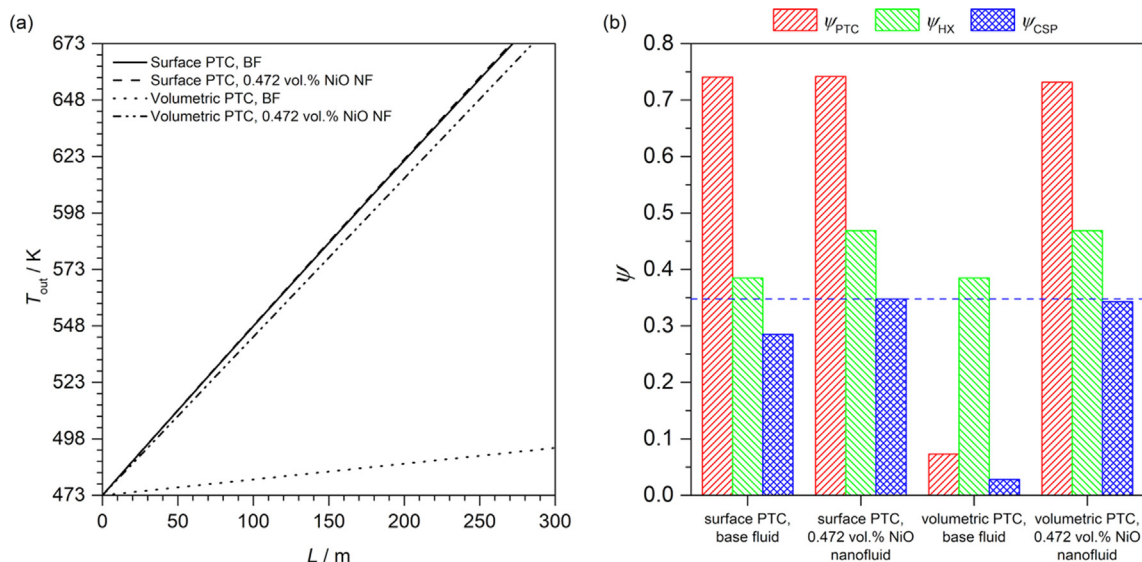 (a)
673
648
623
598
573
548
523
498
473
T_out / K
Surface PTC, BF
Surface PTC, 0.472 vol.% NiO NF
Volumetric PTC, BF
Volumetric PTC, 0.472 vol.% NiO NF
0 50 100 150 200 250 300
L / m
(b)
ψ_PTC ψ_HX ψ_CSP
0.8
0.7
0.6
0.5
0.4
0.3
0.2
0.1
0.0
ψ
surface PTC,
base fluid
surface PTC,
0.472 vol.% NiO
nanofluid
volumetric PTC,
base fluid
volumetric PTC,
0.472 vol.% NiO
nanofluid